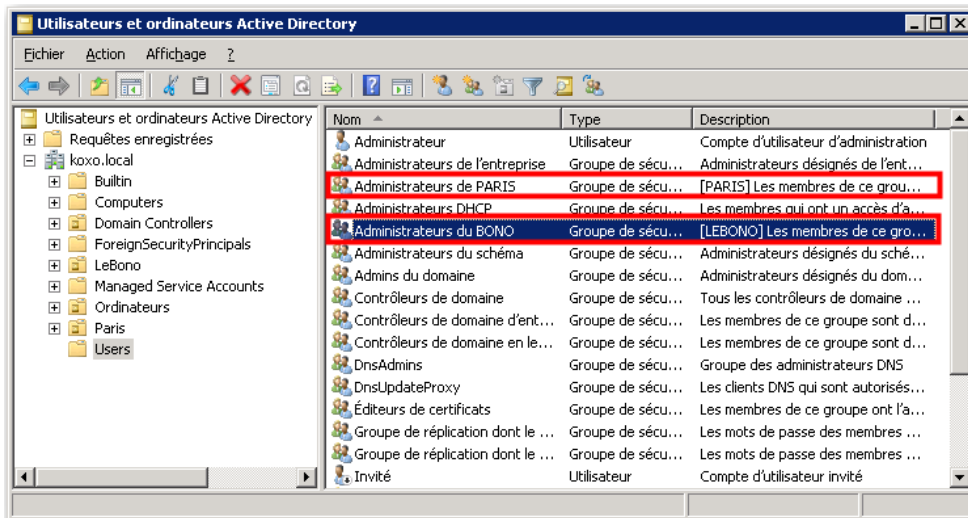 Utilisateurs et ordinateurs Active Directory
Fichier Action Affichage ?
Utilisateurs et ordinateurs Active Directory
Requêtes enregistrées
koxo.local
Builtin
Computers
Domain Controllers
ForeignSecurityPrincipals
LeBono
Managed Service Accounts
Ordinateurs
Paris
Users
Nom Type Description
Administrateur Utilisateur Compte d'utilisateur d'administration
Administrateurs de l'entreprise Groupe de sécu... Administrateurs désignés de l'ent...
Administrateurs de PARIS Groupe de sécu... [PARIS] Les membres de ce grou...
Administrateurs DHCP Groupe de sécu... Les membres qui ont un accès d'a...
Administrateurs du BONO Groupe de sécu... [LEBONO] Les membres de ce gro...
Administrateurs du schéma Groupe de sécu... Administrateurs désignés du sché...
Admins du domaine Groupe de sécu... Administrateurs désignés du dom...
Contrôleurs de domaine Groupe de sécu... Tous les contrôleurs de domaine ...
Contrôleurs de domaine d'ent... Groupe de sécu... Les membres de ce groupe sont d...
Contrôleurs de domaine en le... Groupe de sécu... Les membres de ce groupe sont d...
DnsAdmins Groupe de sécu... Groupe des administrateurs DNS
DnsUpdateProxy Groupe de sécu... Les clients DNS qui sont autorisés...
Éditeurs de certificats Groupe de sécu... Les membres de ce groupe ont l'a...
Groupe de réplication dont le ... Groupe de sécu... Les mots de passe des membres ...
Groupe de réplication dont le ... Groupe de sécu... Les mots de passe des membres ...
Invité Utilisateur Compte d'utilisateur invité